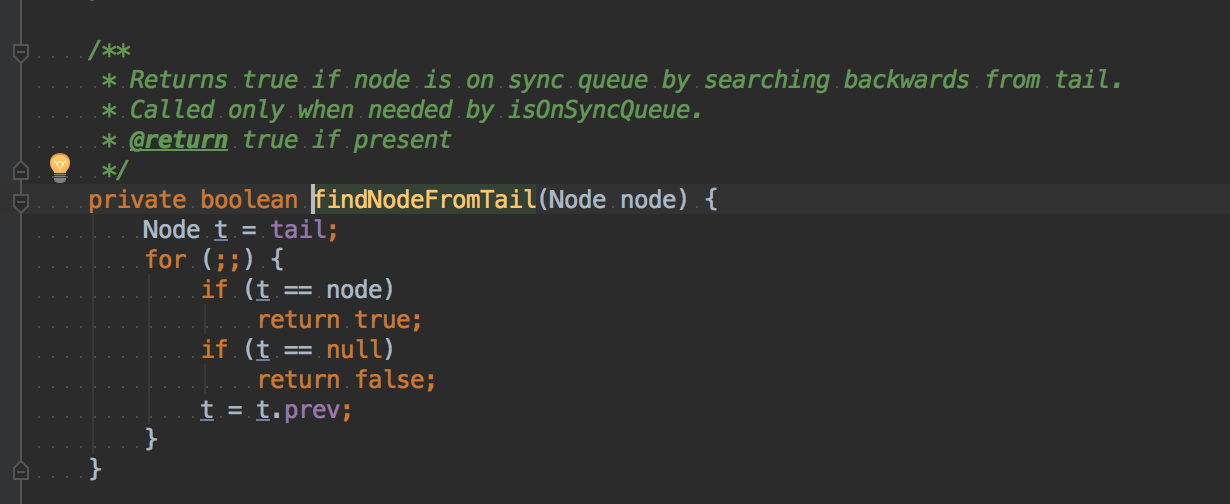 /**
* Returns true if node is on sync queue by searching backwards from tail.
* Called only when needed by isOnSyncQueue.
* @return true if present
*/
private boolean findNodeFromTail(Node node) {
Node t = tail;
for (;;) {
if (t == node)
return true;
if (t == null)
return false;
t = t.prev;
}
}